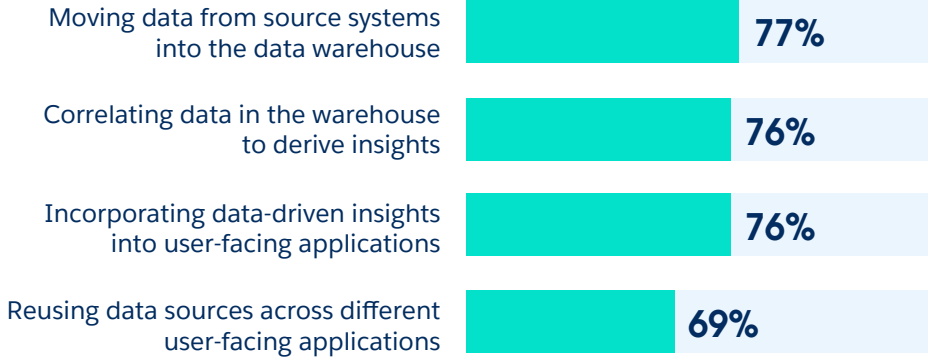 Moving data from source systems
into the data warehouse
77%
Correlating data in the warehouse
to derive insights
76%
Incorporating data-driven insights
into user-facing applications
76%
Reusing data sources across different
user-facing applications
69%